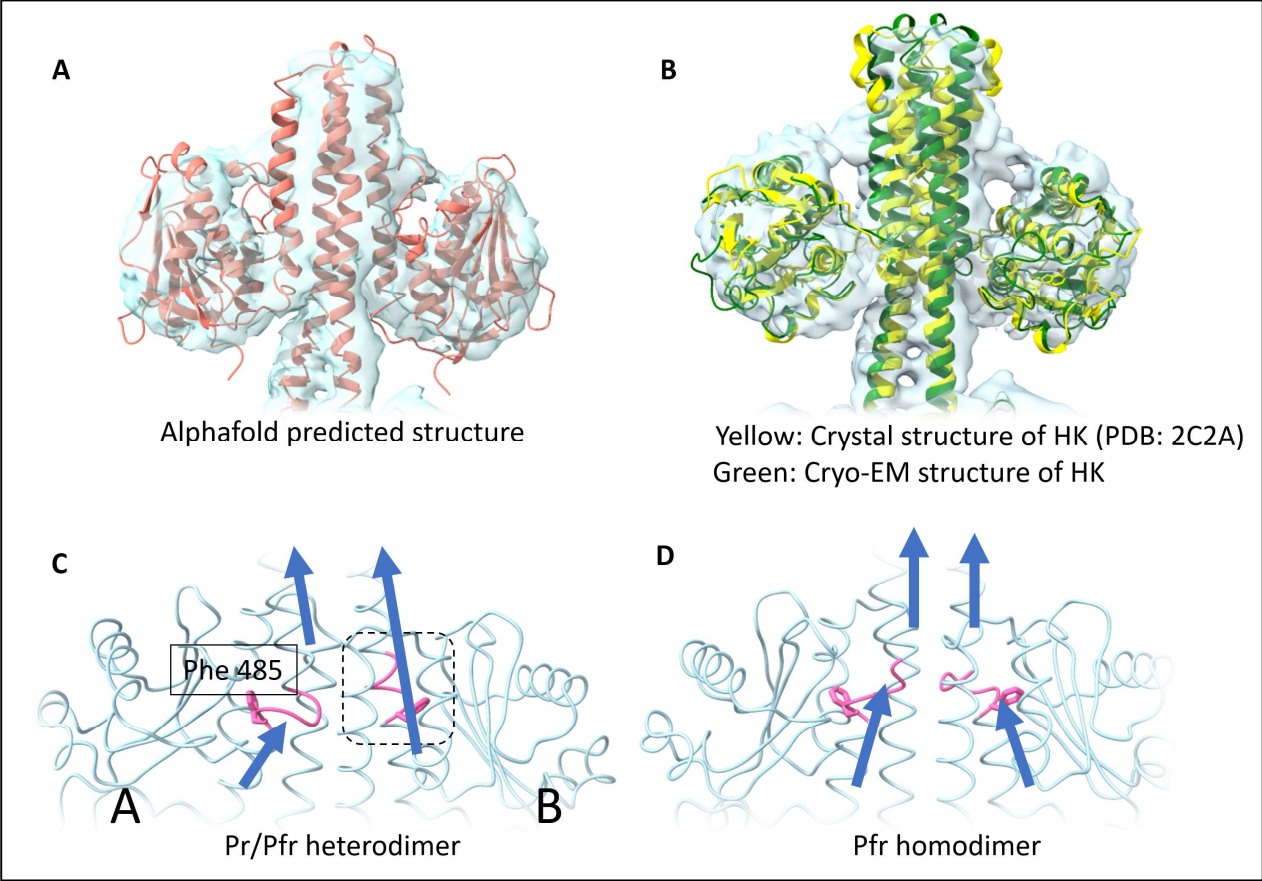 A
B
Alphafold predicted structure
Yellow: Crystal structure of HK (PDB: 2C2A)
Green: Cryo-EM structure of HK
C
D
Phe 485
A
B
Pr/Pfr heterodimer
Pfr homodimer